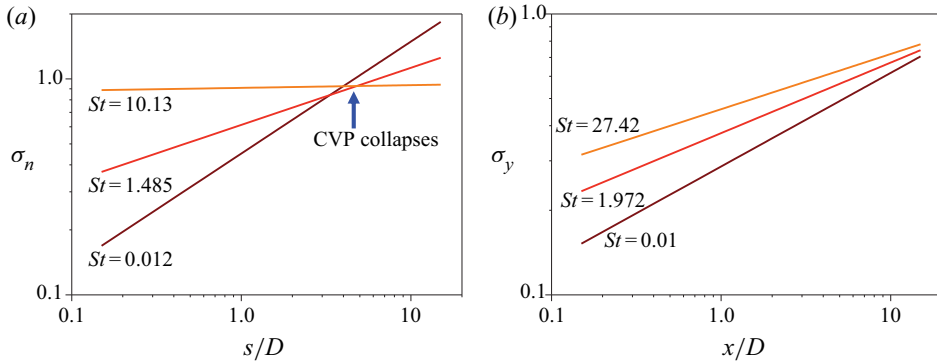 (a)
1.0
σn
0.1
St = 10.13
St = 1.485
St = 0.012
CVP collapses
0.1
1.0
10
s/D
(b)
1.0
σy
0.1
St = 27.42
St = 1.972
St = 0.01
0.1
1.0
10
x/D